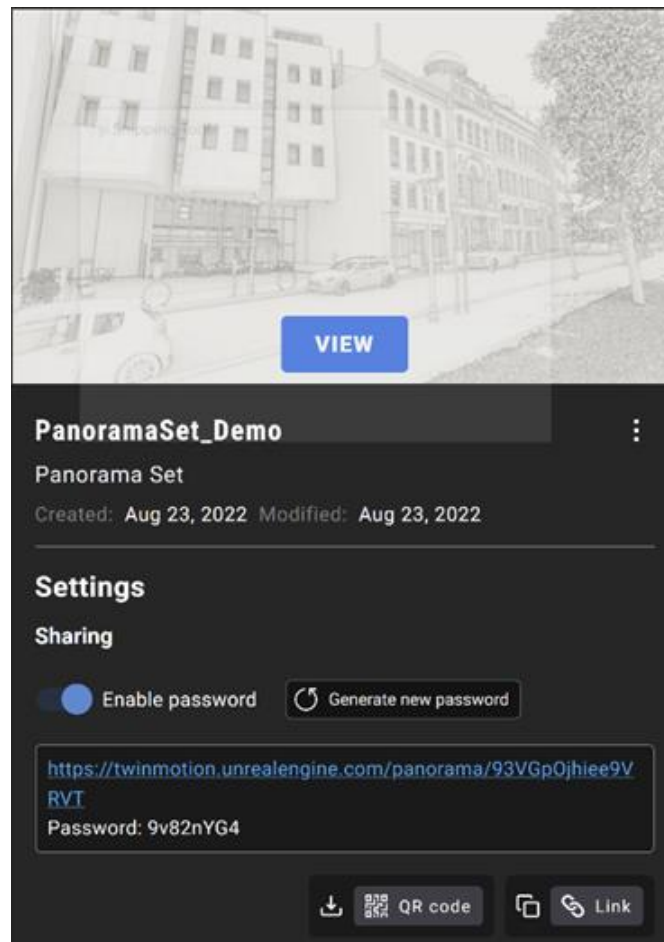 VIEW
PanoramaSet_Demo
Panorama Set
Created: Aug 23, 2022 Modified: Aug 23, 2022
Settings
Sharing
Enable password Generate new password
https://twinmotion.unrealengine.com/panorama/93VGpOjhiee9V
RVT
Password: 9v82nYG4
QR code Link